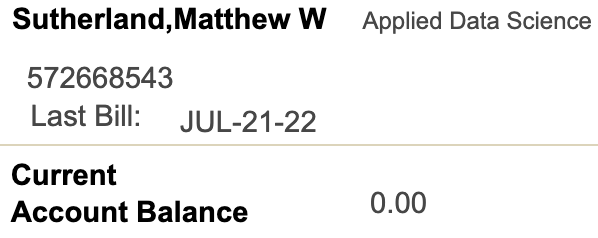 Sutherland,Matthew W Applied Data Science
572668543
Last Bill: JUL-21-22
Current
Account Balance 0.00